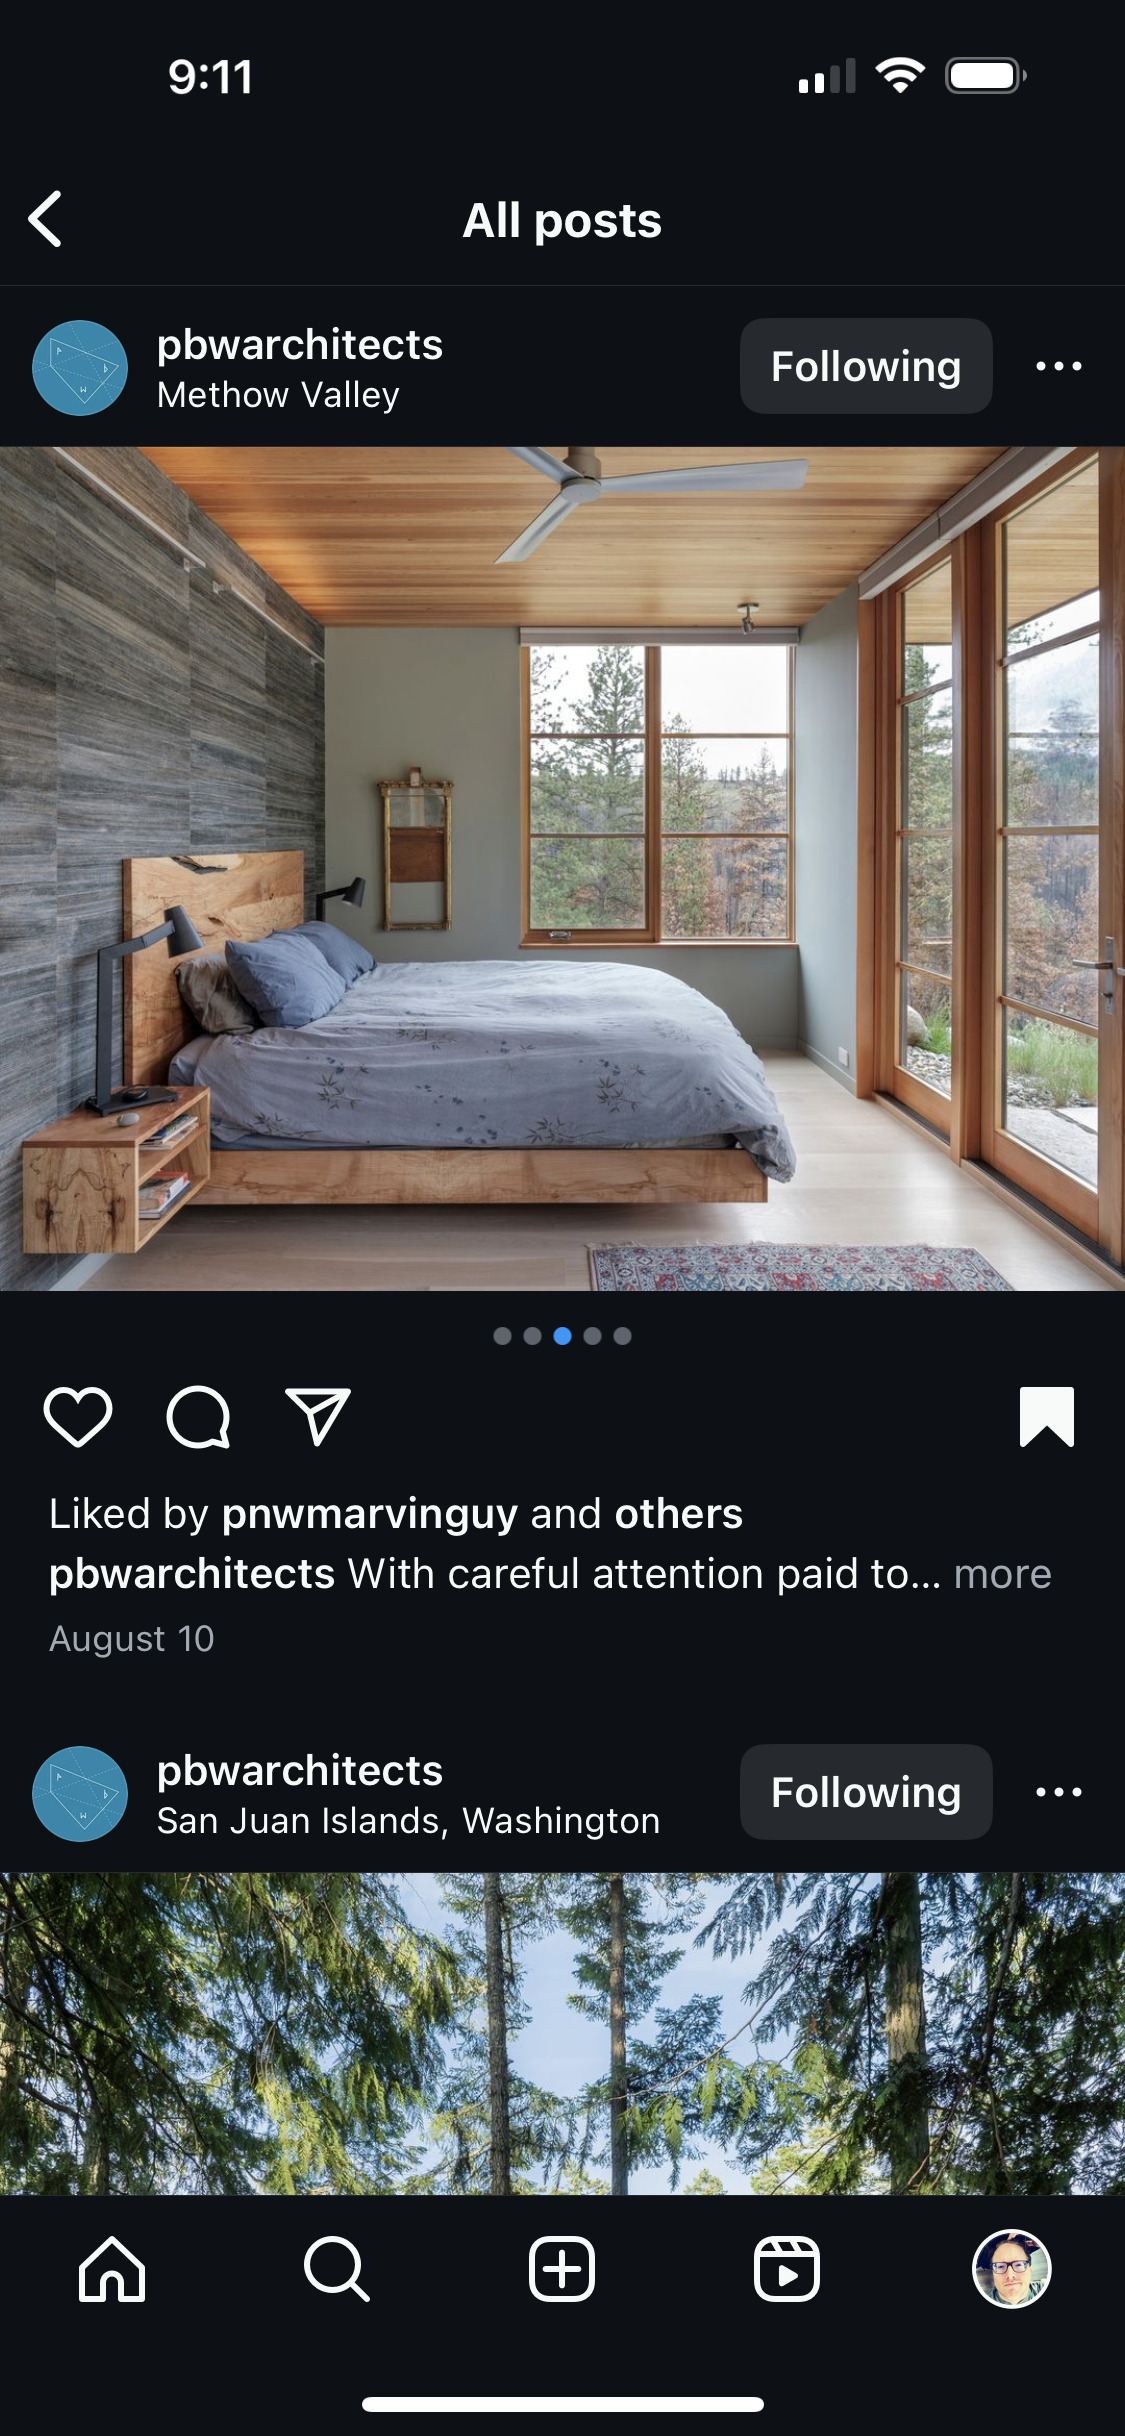 9:11
All posts
pbwarchitects
Methow Valley
Following
Liked by pnwmarvinguy and others
pbwarchitects With careful attention paid to... more
August 10
pbwarchitects
San Juan Islands, Washington
Following